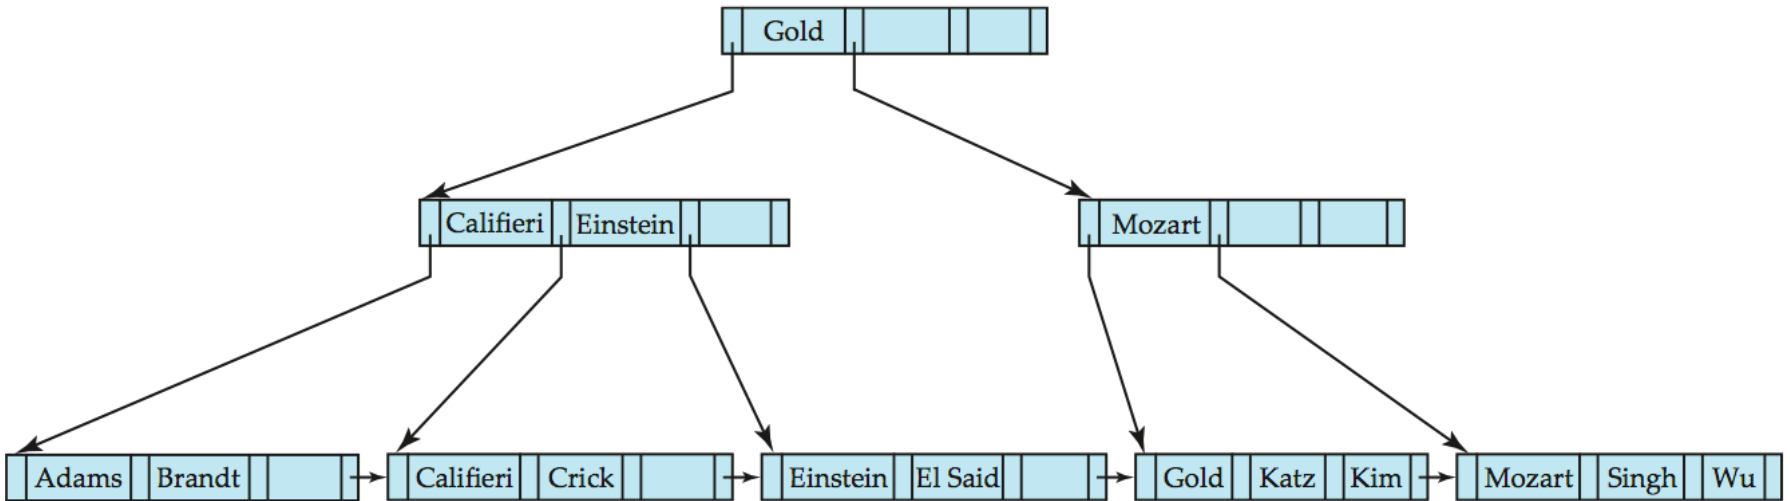 Gold
Califieri Einstein
Mozart
Adams Brandt
Califieri Crick
Einstein El Said
Gold Katz Kim
Mozart Singh Wu